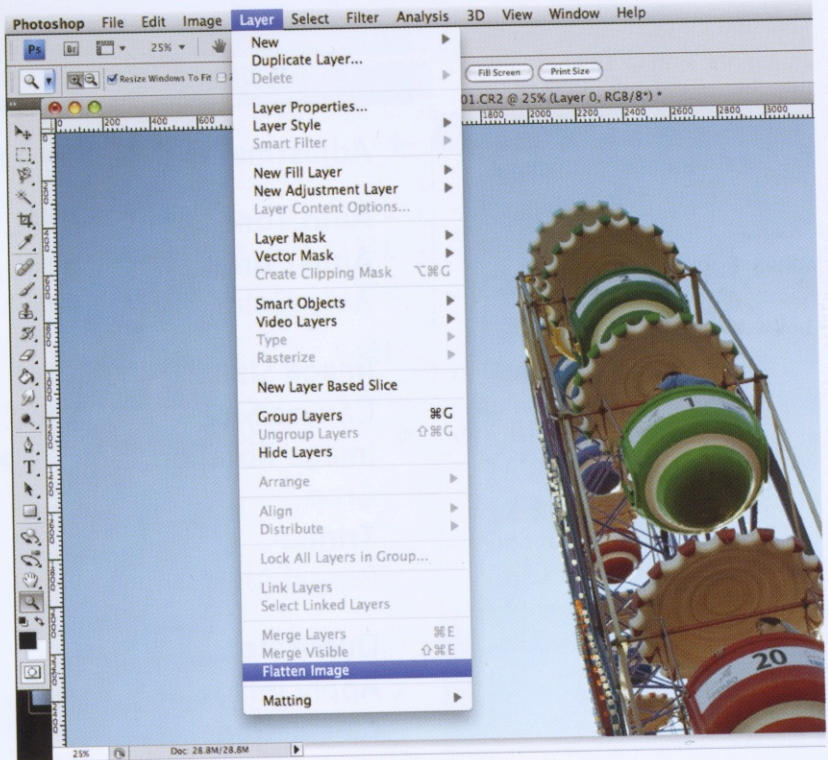 Photoshop File Edit Image Layer Select Filter Analysis 3D View Window Help
Ps Br 25%
Resize Windows To Fit Fill Screen Print Size
01.CR2 @ 25% (Layer 0, RGB/8*) *
0 200 400 600 1800 2000 2200 2400 2600 2800 3000
New
Duplicate Layer...
Delete
Layer Properties...
Layer Style
Smart Filter
New Fill Layer
New Adjustment Layer
Layer Content Options...
Layer Mask
Vector Mask
Create Clipping Mask ⌥⌘G
Smart Objects
Video Layers
Type
Rasterize
New Layer Based Slice
Group Layers ⌘G
Ungroup Layers ⇧⌘G
Hide Layers
Arrange
Align
Distribute
Lock All Layers in Group...
Link Layers
Select Linked Layers
Merge Layers ⌘E
Merge Visible ⇧⌘E
Flatten Image
Matting
2
1
20
25% Doc: 28.8M/28.8M